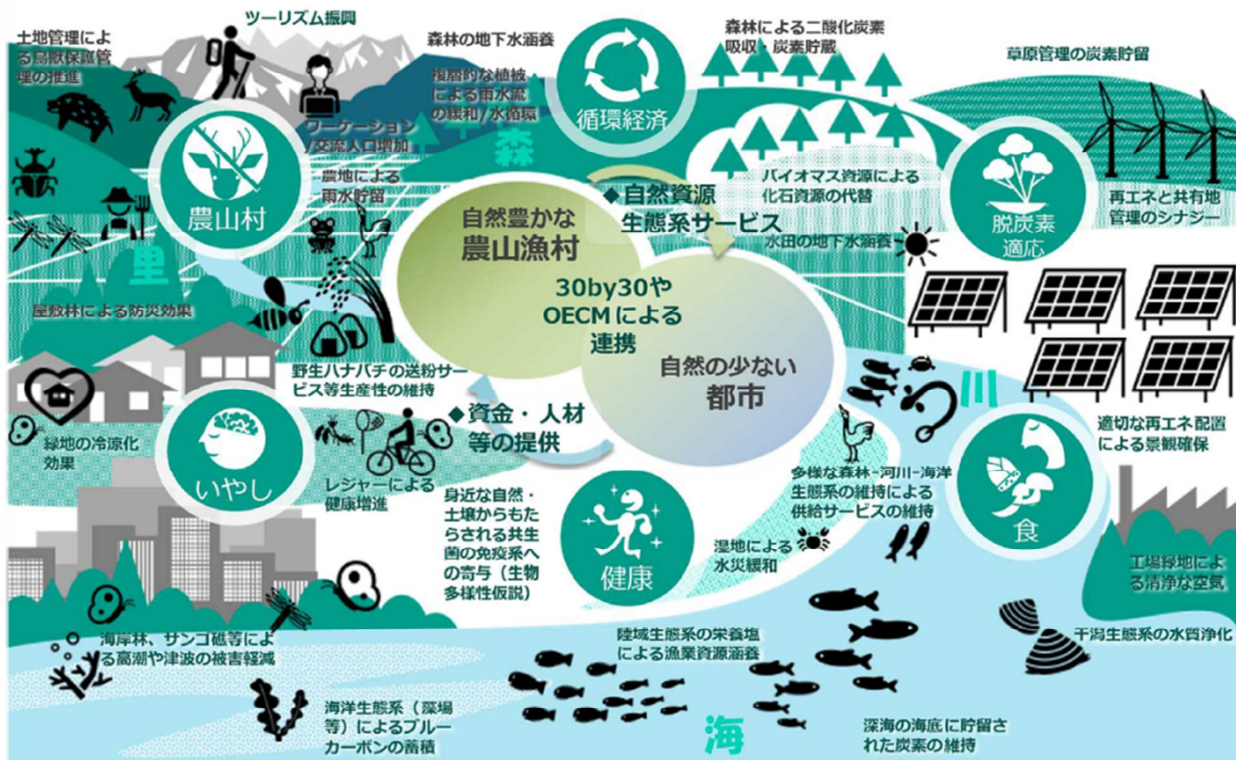 ツーリズム振興
土地管理によ
る鳥獣保護管
理の推進
森林の地下水涵養
複層的な植被
による雨水流
の緩和/水循環
ワーケーション
/交流人口増加
農地による
雨水貯留
農山村
循環経済
森林による二酸化炭素
吸収・炭素貯蔵
草原管理の炭素貯留
バイオマス資源による
化石資源の代替
再エネと共有地
管理のシナジー
脱炭素
適応
森
里
自然豊かな
農山漁村
◆自然資源
生態系サービス
水田の地下水涵養
30by30や
OECMによる
連携
自然の少ない
都市
屋敷林による防災効果
野生ハナバチの送粉サー
ビス等生産性の維持
◆資金・人材
等の提供
緑地の冷涼化
効果
いやし
レジャーによる
健康増進
身近な自然・
土壌からもた
らされる共生
菌の免疫系へ
の寄与（生物
多様性仮説）
健康
川
多様な森林-河川-海洋
生態系の維持による
供給サービスの維持
湿地による
水災緩和
食
適切な再エネ配置
による景観確保
工場緑地によ
る清浄な空気
海岸林、サンゴ礁等によ
る高潮や津波の被害軽減
海洋生態系（藻場
等）によるブルー
カーボンの蓄積
陸域生態系の栄養塩
による漁業資源涵養
海
干潟生態系の水質浄化
深海の海底に貯留さ
れた炭素の維持